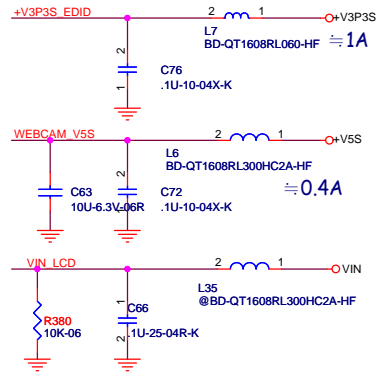 +V3P3S_EDID 2 1 +V3P3S
L7
BD-QT1608RL060-HF ≒1A
2
C76
1 .1U-10-04X-K
WEBCAM_V5S 2 1 +V5S
L6
BD-QT1608RL300HC2A-HF
2
C63 C72 ≒0.4A
10U-6.3V-06R 1 .1U-10-04X-K
VIN_LCD 2 1 VIN
L35
@BD-QT1608RL300HC2A-HF
1
R380 C66
10K-06 2 .1U-25-04R-K